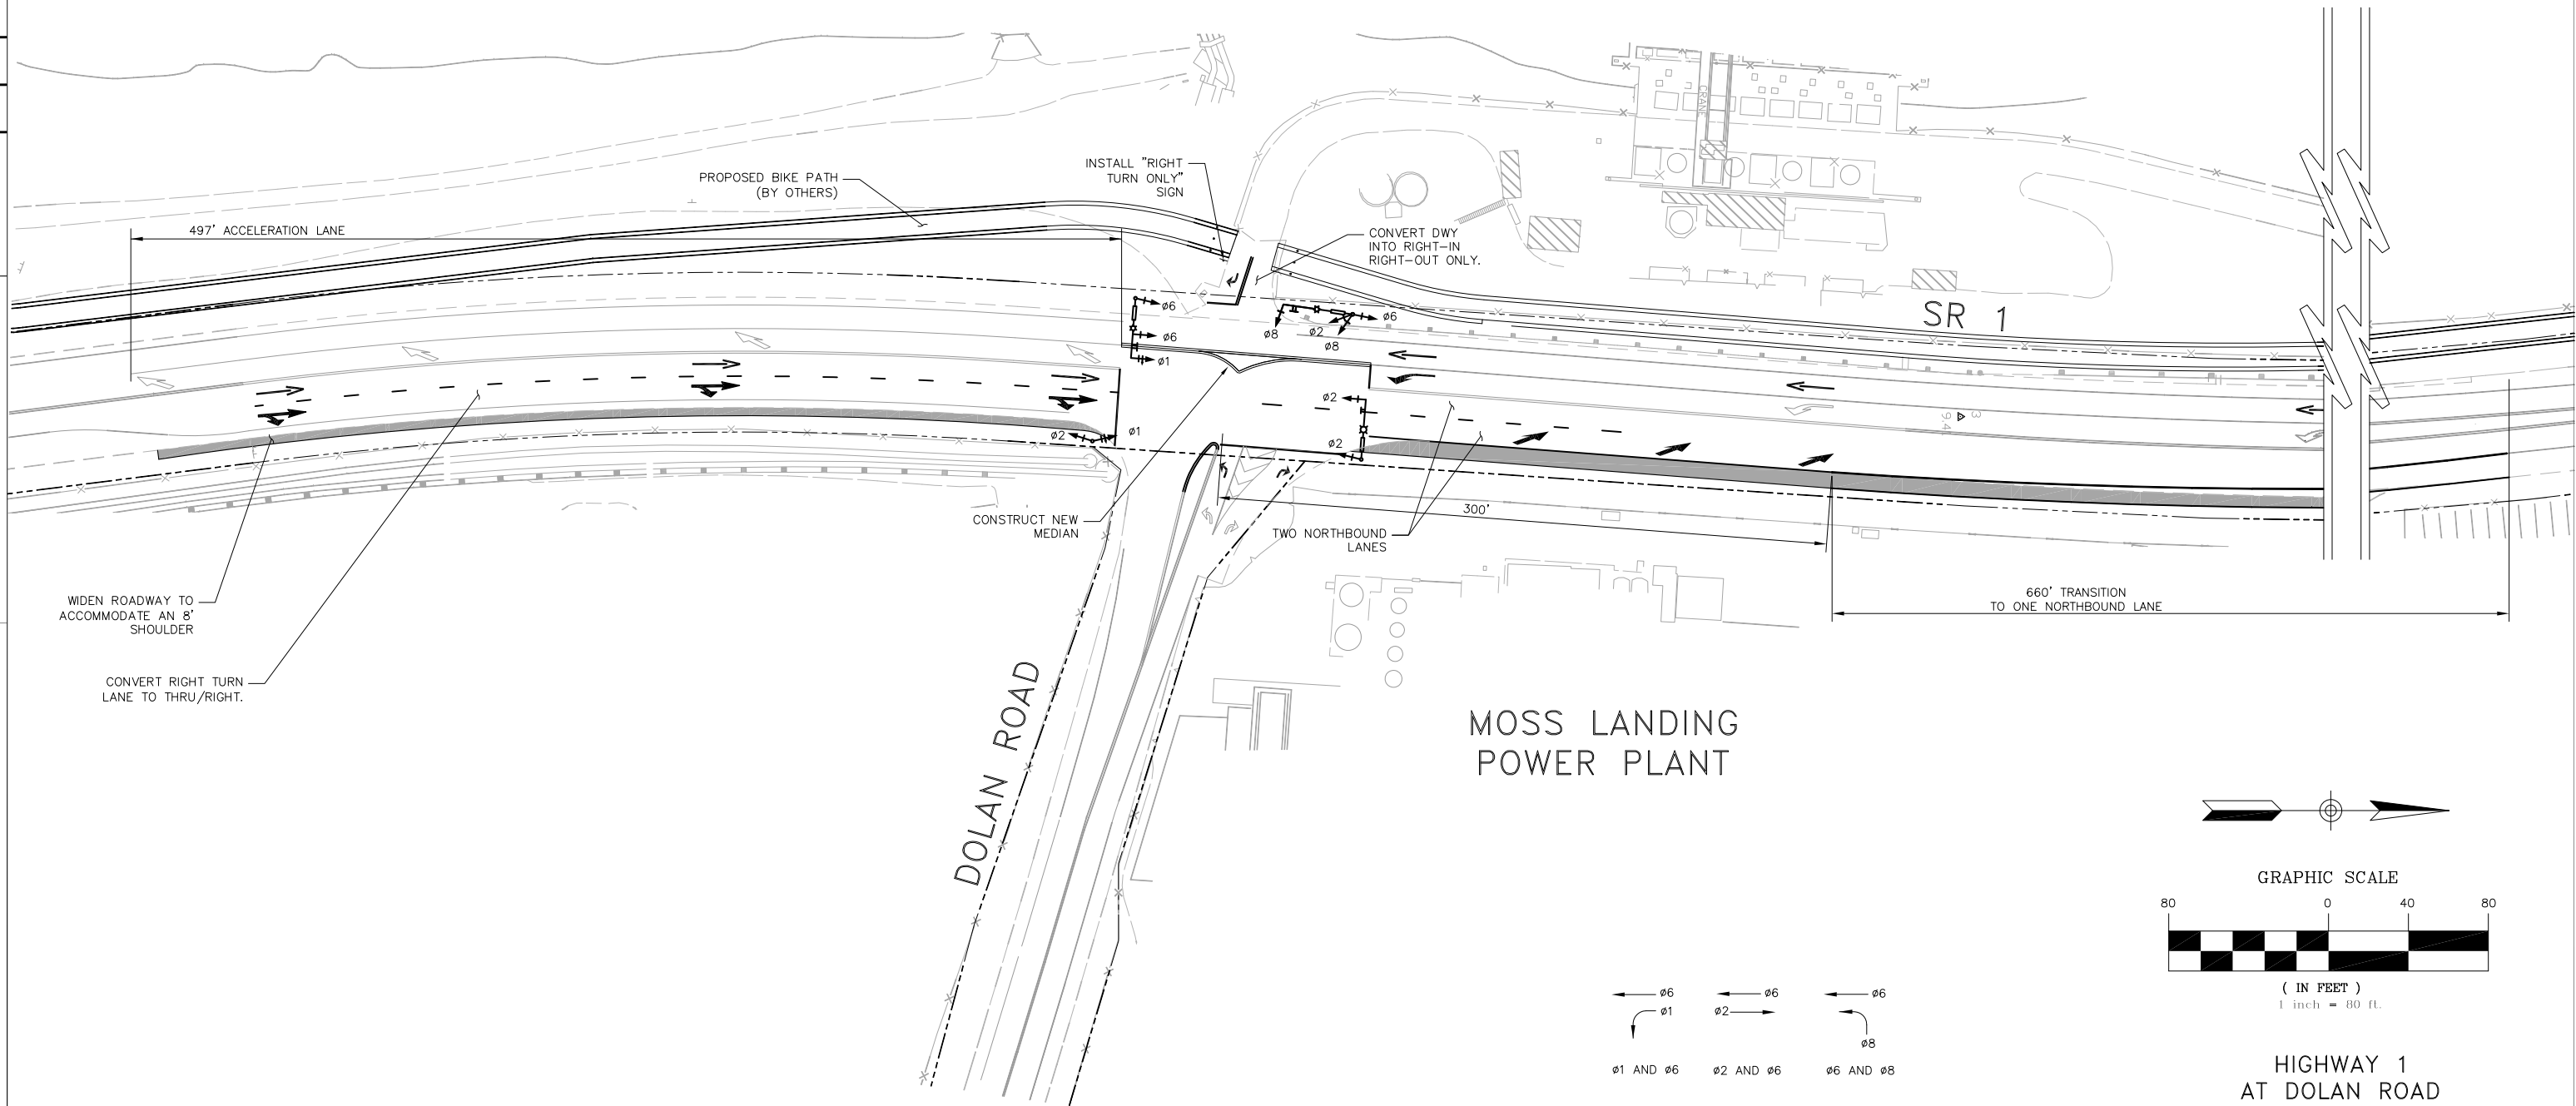 INSTALL "RIGHT
TURN ONLY"
SIGN
PROPOSED BIKE PATH
(BY OTHERS)
497' ACCELERATION LANE
CONVERT DWY
INTO RIGHT-IN
RIGHT-OUT ONLY.
CRANE
SR 1
ø6
ø6
ø1
ø8
ø2
ø8
ø6
ø2
ø2
ø2
ø1
300'
CONSTRUCT NEW
MEDIAN
TWO NORTHBOUND
LANES
WIDEN ROADWAY TO
ACCOMMODATE AN 8'
SHOULDER
CONVERT RIGHT TURN
LANE TO THRU/RIGHT.
660' TRANSITION
TO ONE NORTHBOUND LANE
DOLAN ROAD
MOSS LANDING
POWER PLANT
GRAPHIC SCALE
80 0 40 80
( IN FEET )
1 inch = 80 ft.
ø6 ø6 ø6
ø1 ø2
ø8
ø1 AND ø6 ø2 AND ø6 ø6 AND ø8
HIGHWAY 1
AT DOLAN ROAD